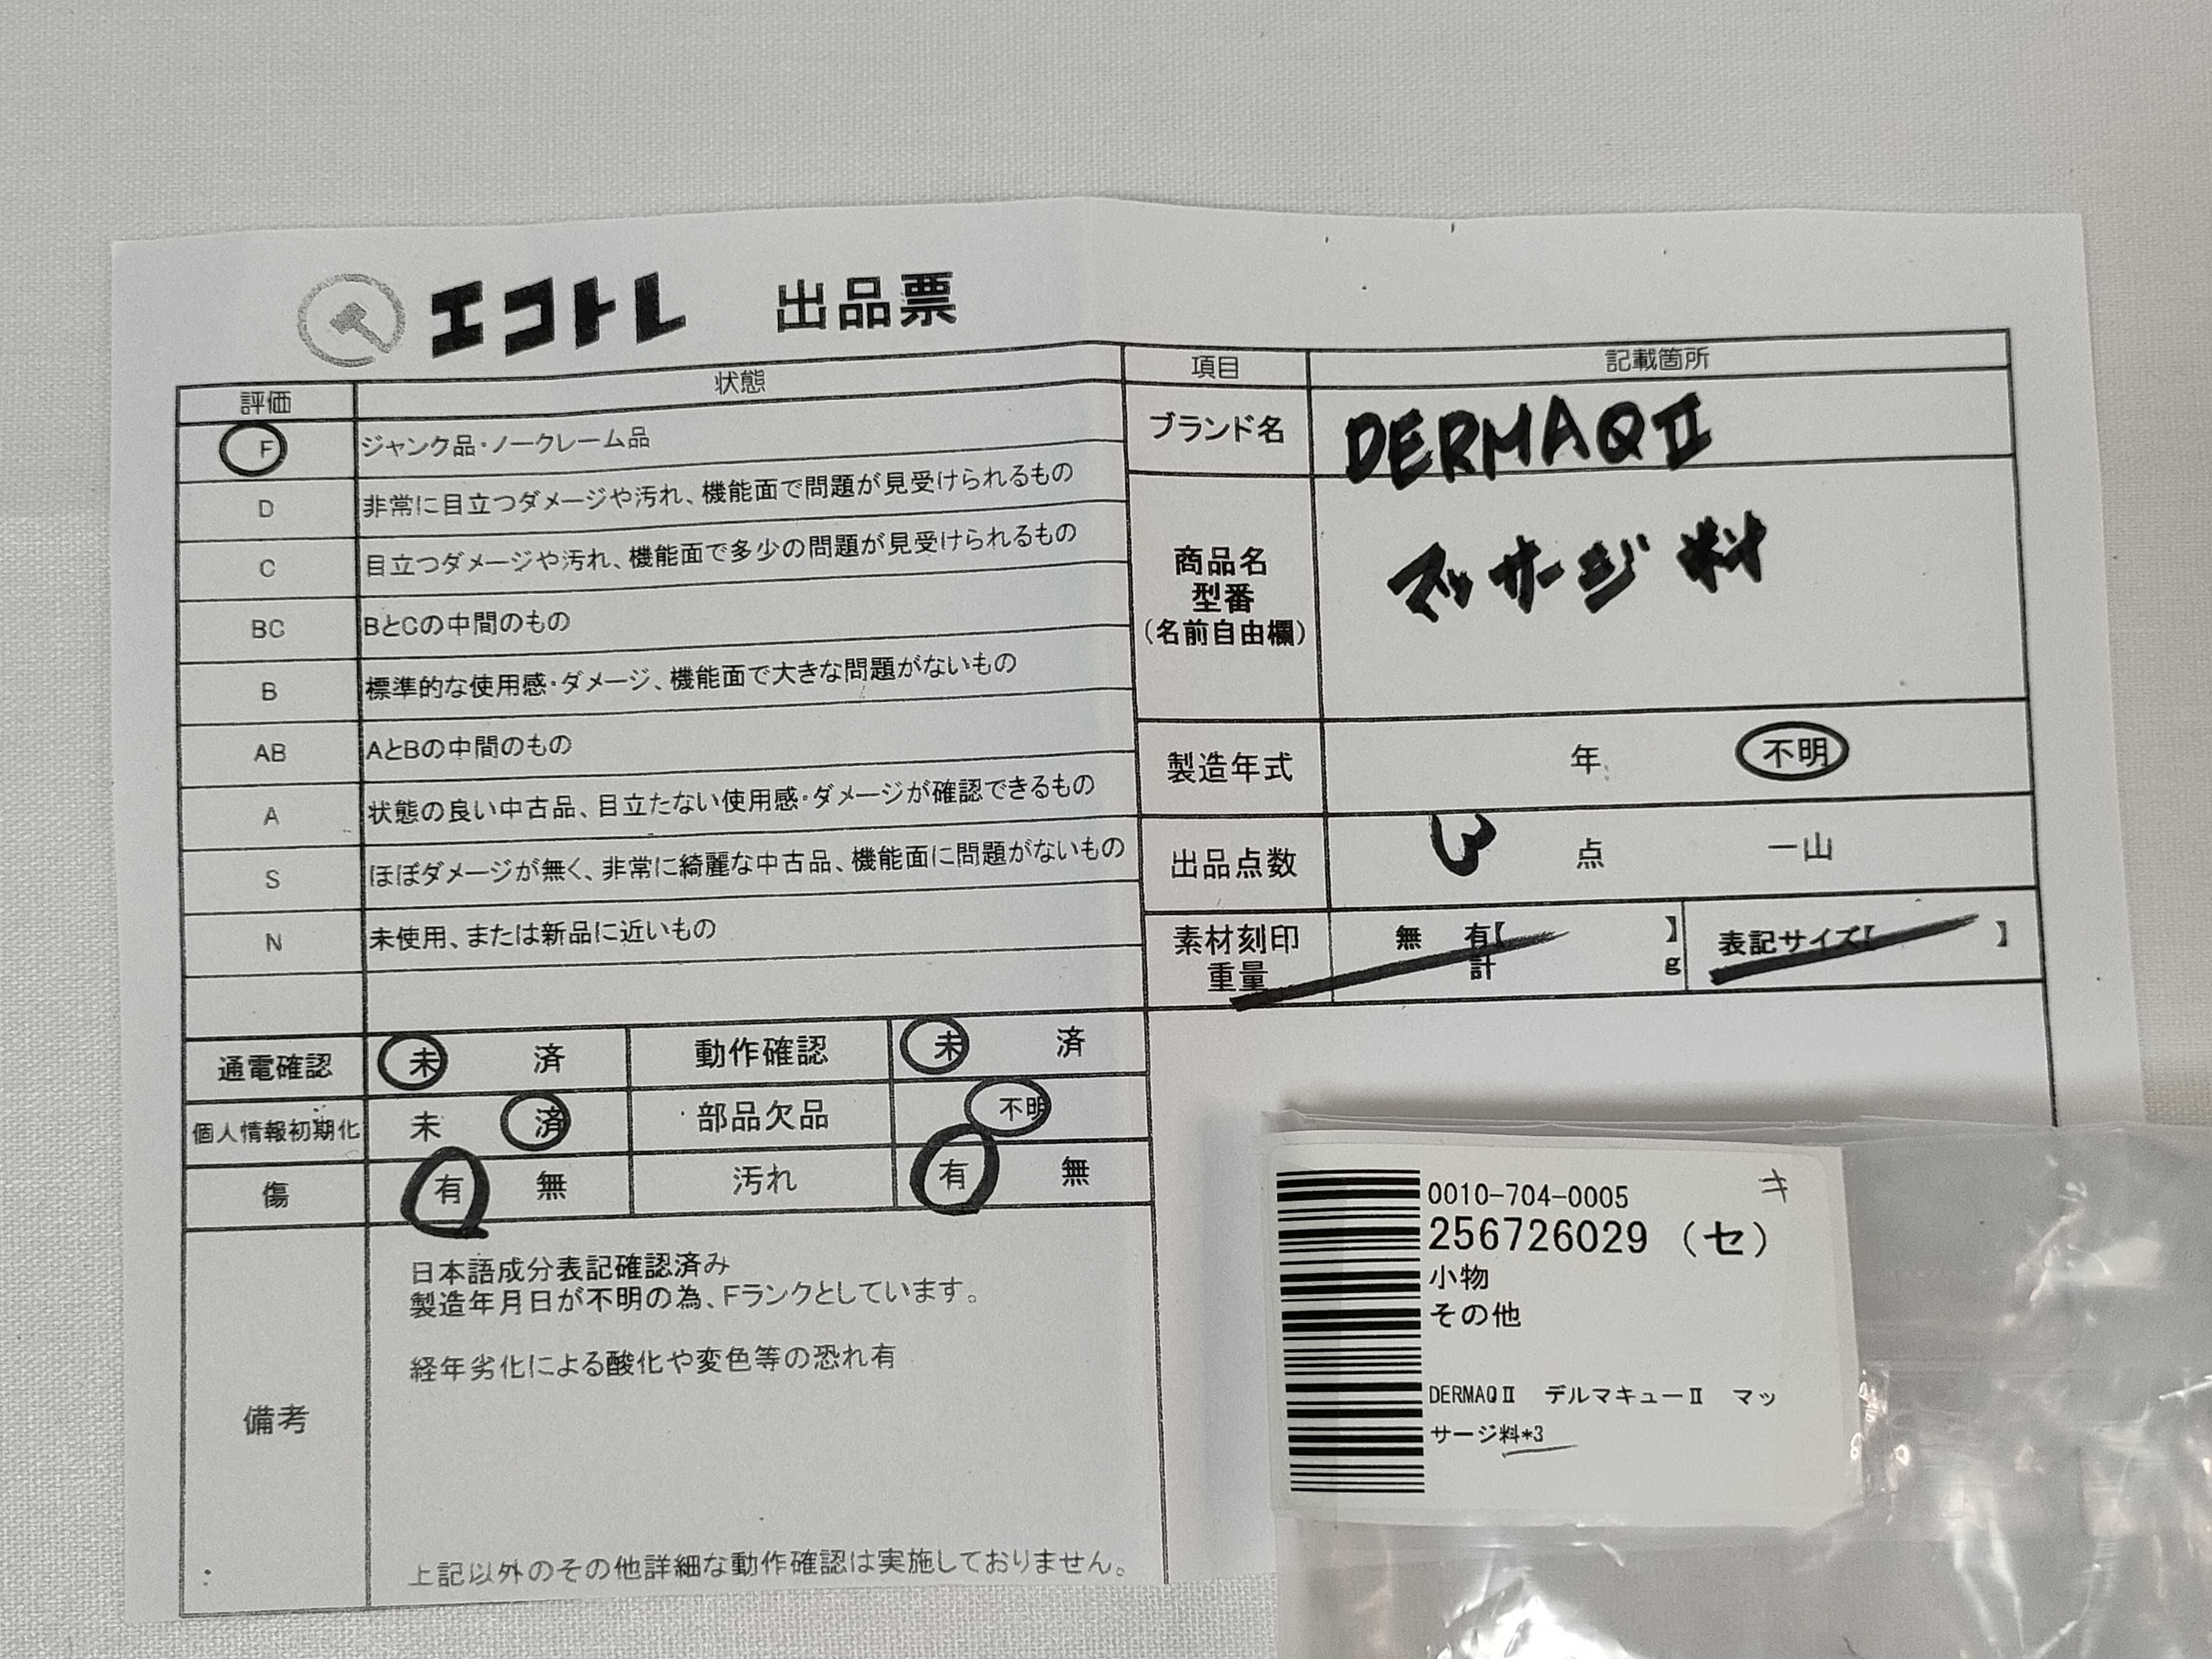 エコトレ 出品票
評価 状態
F ジャンク品・ノークレーム品
D 非常に目立つダメージや汚れ、機能面で問題が見受けられるもの
C 目立つダメージや汚れ、機能面で多少の問題が見受けられるもの
BC BとCの中間のもの
B 標準的な使用感・ダメージ、機能面で大きな問題がないもの
AB AとBの中間のもの
A 状態の良い中古品、目立たない使用感・ダメージが確認できるもの
S ほぼダメージが無く、非常に綺麗な中古品、機能面に問題がないもの
N 未使用、または新品に近いもの
項目 記載箇所
ブランド名 DERMAQⅡ
商品名
型番
(名前自由欄)
マッサージ料
製造年式 年 不明
出品点数 3 点 一山
素材刻印 無 有【 】 表記サイズ【 】
重量 計 g
通電確認 未 済 動作確認 未 済
個人情報初期化 未 済 部品欠品 不明
傷 有 無 汚れ 有 無
備考
日本語成分表記確認済み
製造年月日が不明の為、Fランクとしています。
経年劣化による酸化や変色等の恐れ有
上記以外のその他詳細な動作確認は実施しておりません。
0010-704-0005 キ
256726029 (セ)
小物
その他
DERMAQⅡ デルマキューⅡ マッ
サージ料*3